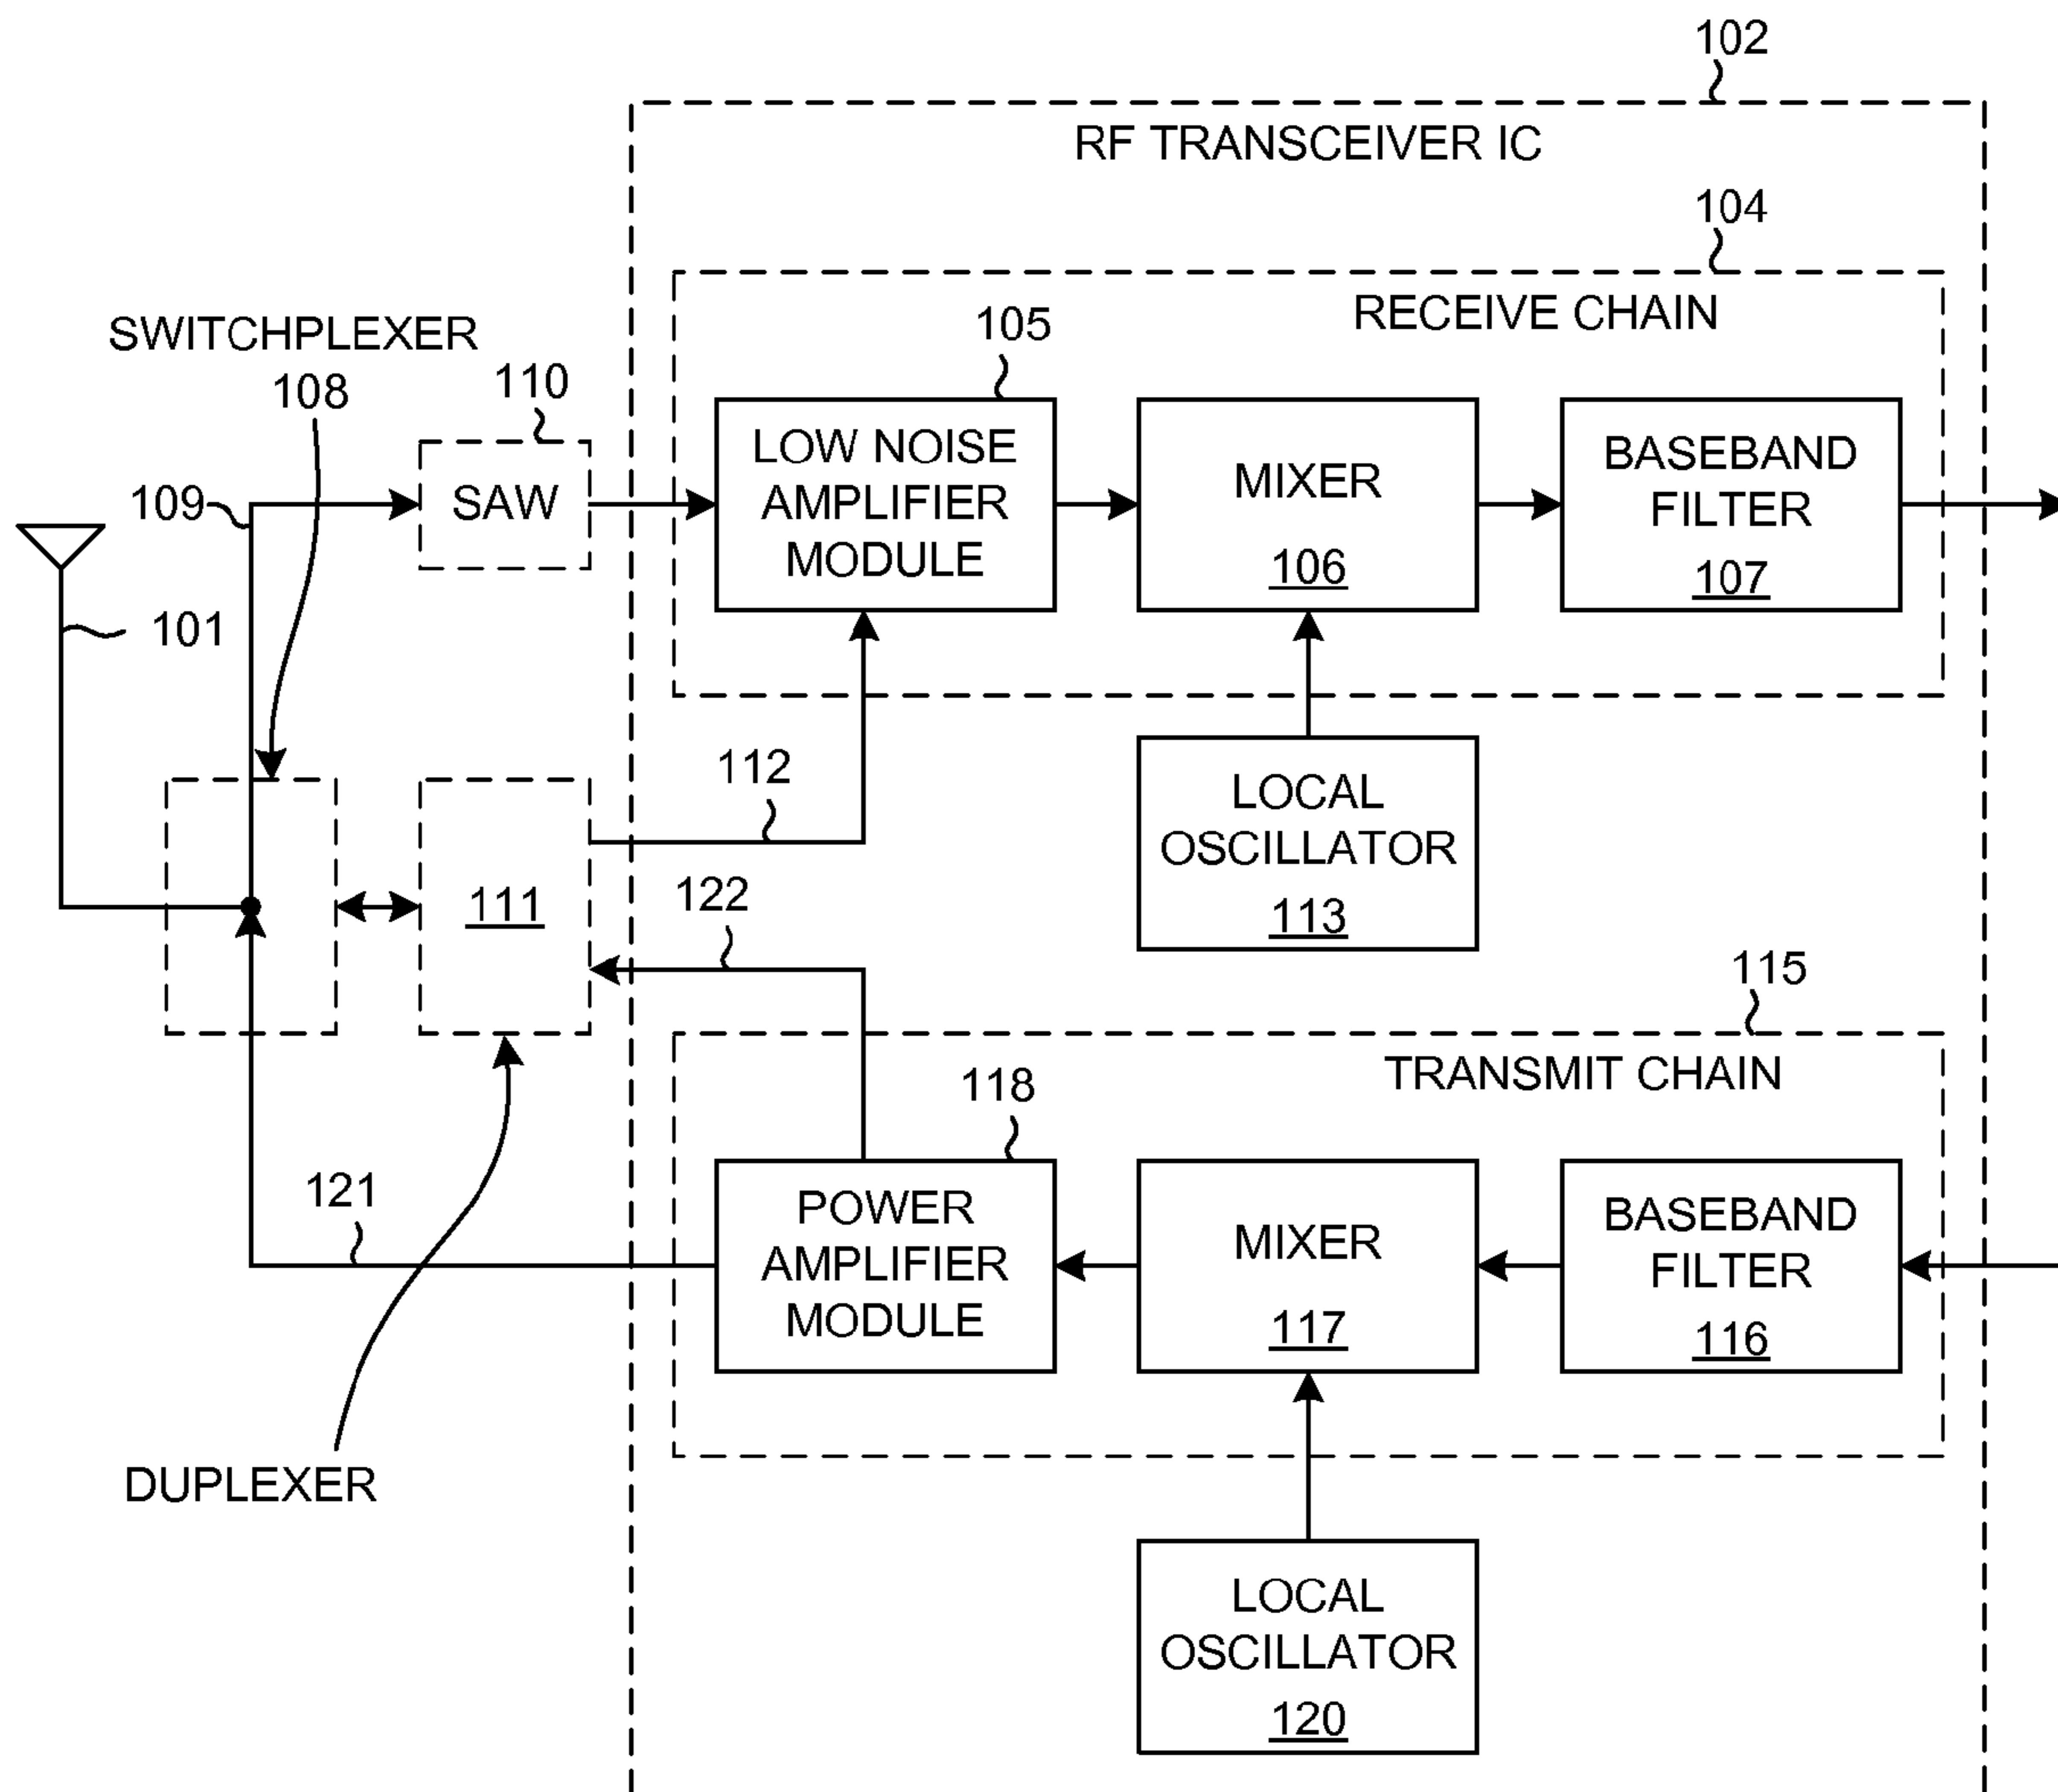 102
RF TRANSCEIVER IC
104
RECEIVE CHAIN
SWITCHPLEXER
108
110
105
109
SAW
LOW NOISE
AMPLIFIER
MODULE
MIXER
106
BASEBAND
FILTER
107
101
112
LOCAL
OSCILLATOR
113
111
122
115
TRANSMIT CHAIN
118
121
POWER
AMPLIFIER
MODULE
MIXER
117
BASEBAND
FILTER
116
DUPLEXER
LOCAL
OSCILLATOR
120